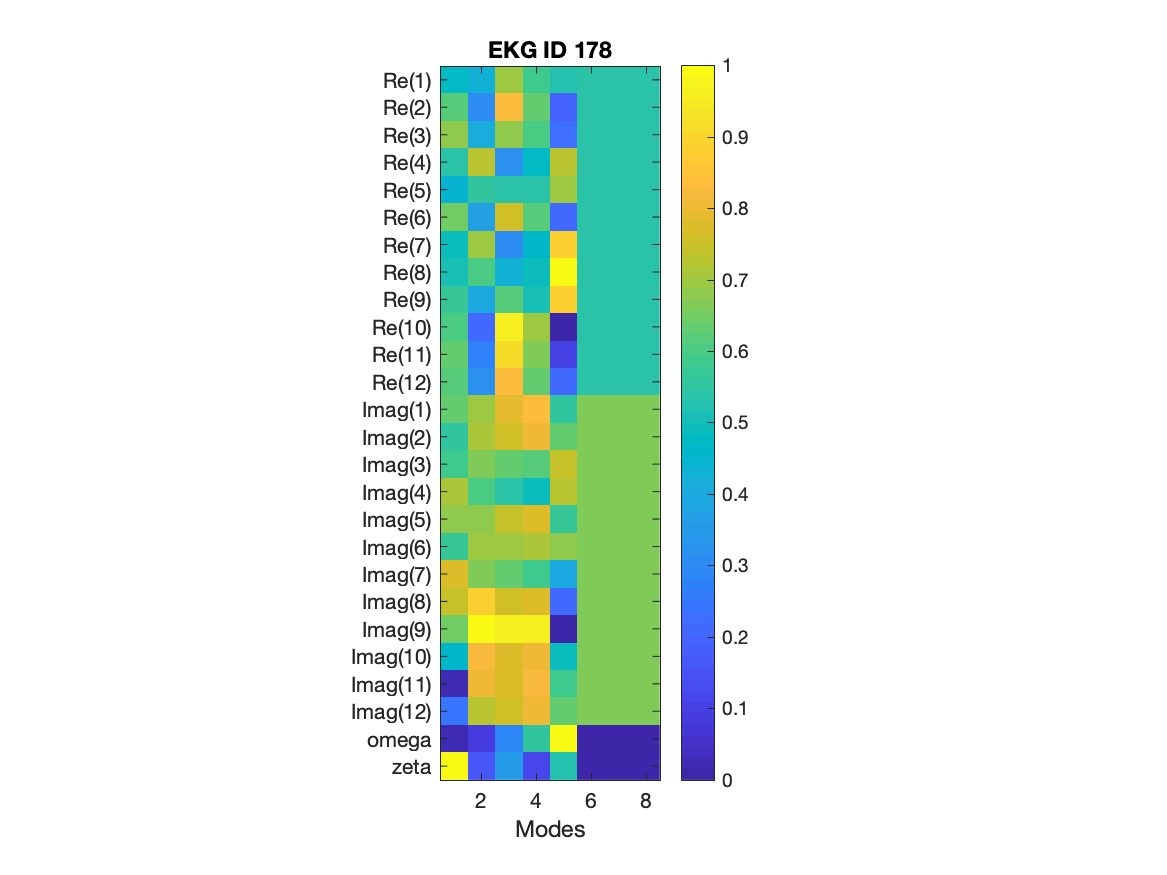 EKG ID 178
Re(1)
Re(2)
Re(3)
Re(4)
Re(5)
Re(6)
Re(7)
Re(8)
Re(9)
Re(10)
Re(11)
Re(12)
Imag(1)
Imag(2)
Imag(3)
Imag(4)
Imag(5)
Imag(6)
Imag(7)
Imag(8)
Imag(9)
Imag(10)
Imag(11)
Imag(12)
omega
zeta
2 4 6 8
Modes
1
0.9
0.8
0.7
0.6
0.5
0.4
0.3
0.2
0.1
0